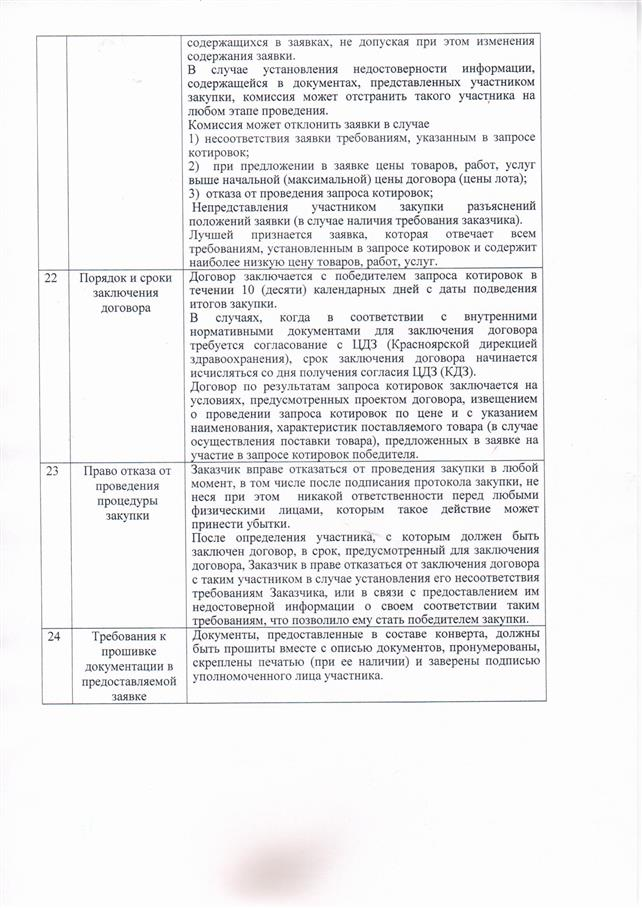 содержащихся в заявках, не допуская при этом изменения
содержания заявки.
В случае установления недостоверности информации,
содержащейся в документах, представленных участником
закупки, комиссия может отстранить такого участника на
любом этапе проведения.
Комиссия может отклонить заявки в случае
1) несоответствия заявки требованиям, указанным в запросе
котировок;
2) при предложении в заявке цены товаров, работ, услуг
выше начальной (максимальной) цены договора (цены лота);
3) отказа от проведения запроса котировок;
Непредставления участником закупки разъяснений
положений заявки (в случае наличия требования заказчика).
Лучшей признается заявка, которая отвечает всем
требованиям, установленным в запросе котировок и содержит
наиболее низкую цену товаров, работ, услуг.
22
Порядок и сроки
заключения
договора
Договор заключается с победителем запроса котировок в
течении 10 (десяти) календарных дней с даты подведения
итогов закупки.
В случаях, когда в соответствии с внутренними
нормативными документами для заключения договора
требуется согласование с ЦДЗ (Красноярской дирекцией
здравоохранения), срок заключения договора начинается
исчисляться со дня получения согласия ЦДЗ (КДЗ).
Договор по результатам запроса котировок заключается на
условиях, предусмотренных проектом договора, извещением
о проведении запроса котировок по цене и с указанием
наименования, характеристик поставляемого товара (в случае
осуществления поставки товара), предложенных в заявке на
участие в запросе котировок победителя.
23
Право отказа от
проведения
процедуры
закупки
Заказчик вправе отказаться от проведения закупки в любой
момент, в том числе после подписания протокола закупки, не
неся при этом никакой ответственности перед любыми
физическими лицами, которым такое действие может
принести убытки.
После определения участника, с которым должен быть
заключен договор, в срок, предусмотренный для заключения
договора, Заказчик в праве отказаться от заключения договора
с таким участником в случае установления его несоответствия
требованиям Заказчика, или в связи с предоставлением им
недостоверной информации о своем соответствии таким
требованиям, что позволило ему стать победителем закупки.
24
Требования к
прошивке
документации в
предоставляемой
заявке
Документы, предоставленные в составе конверта, должны
быть прошиты вместе с описью документов, пронумерованы,
скреплены печатью (при ее наличии) и заверены подписью
уполномоченного лица участника.